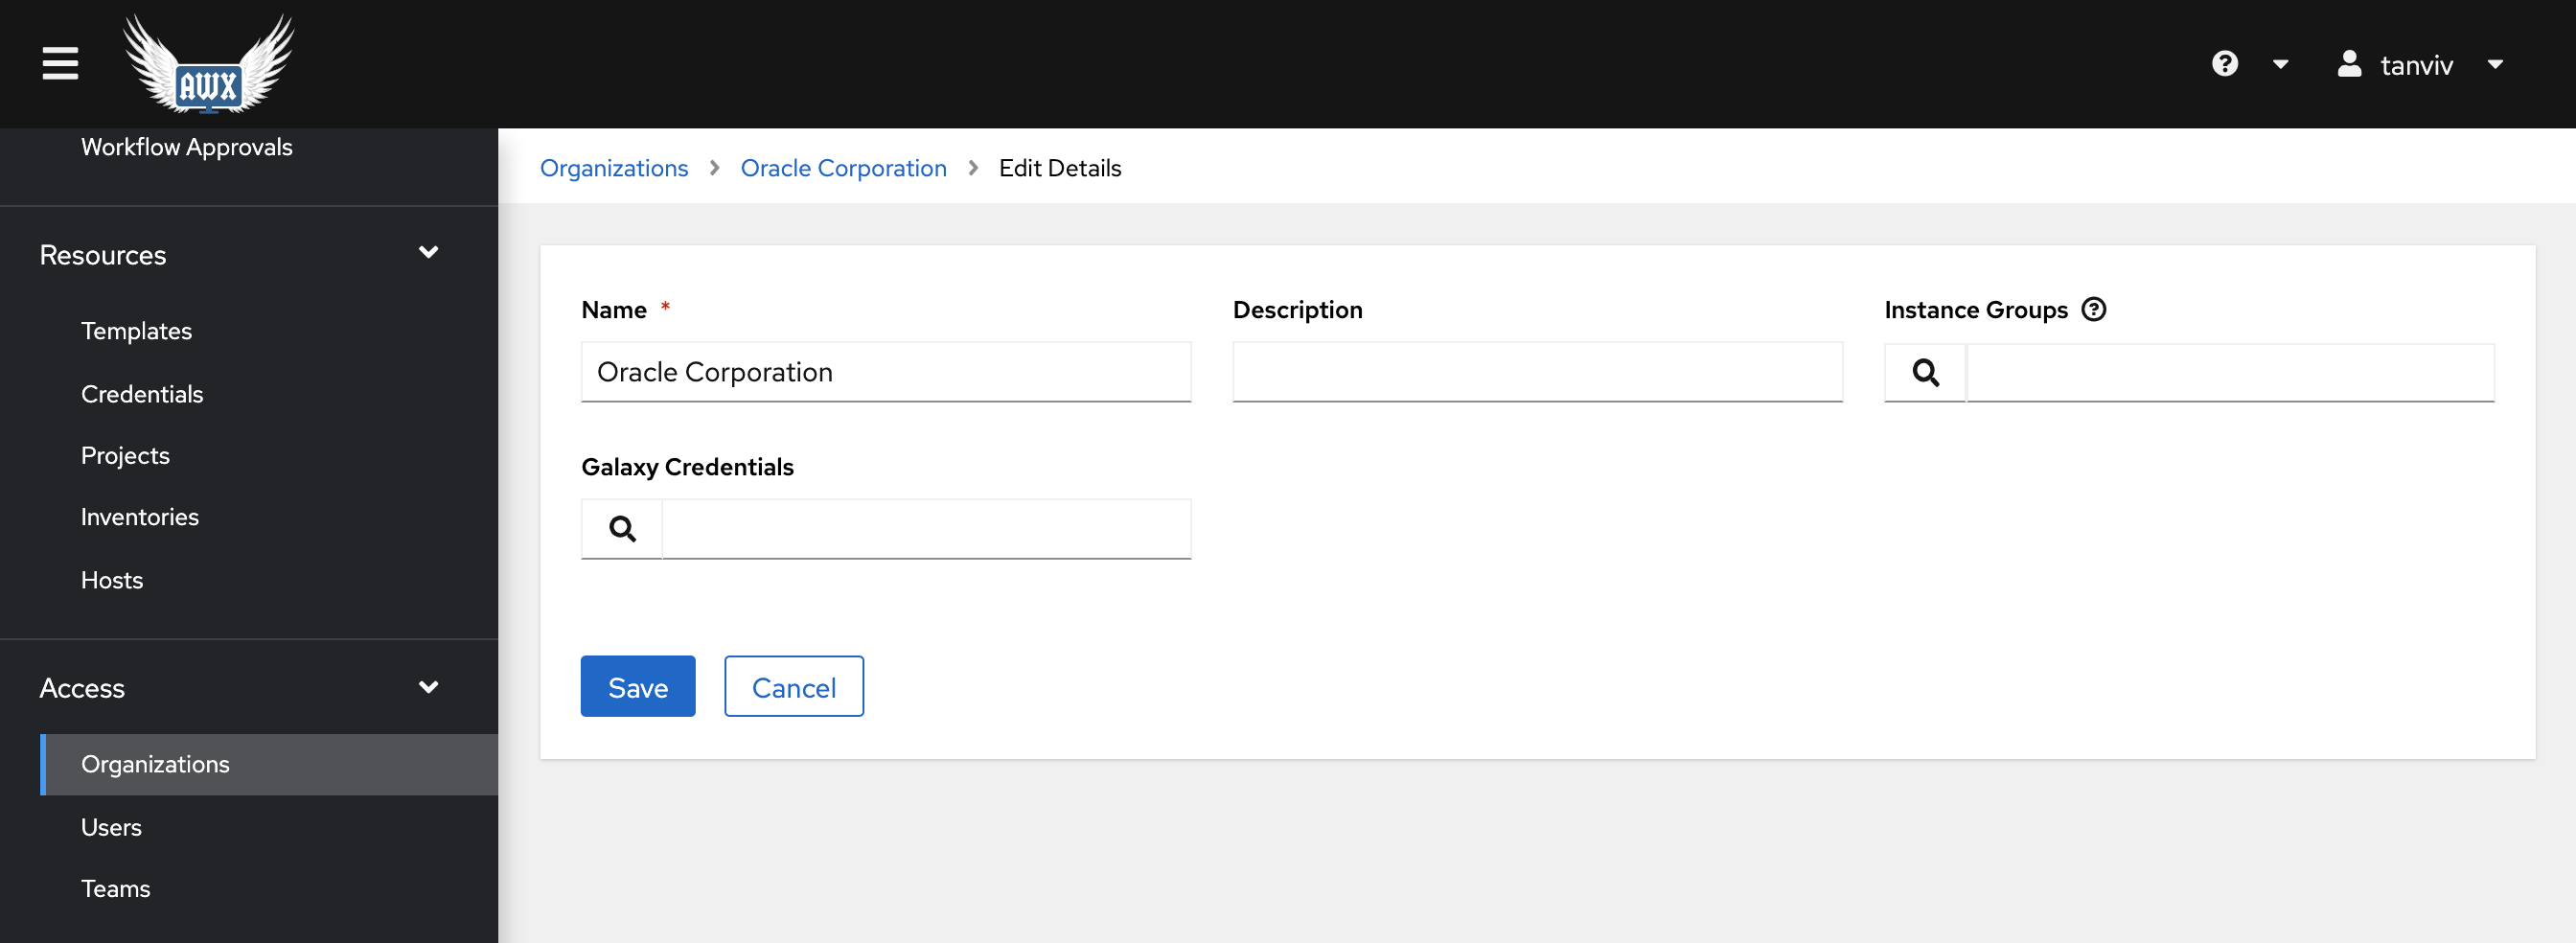 AWX
tanviv
Workflow Approvals
Resources
Templates
Credentials
Projects
Inventories
Hosts
Access
Organizations
Users
Teams
Organizations > Oracle Corporation > Edit Details
Name *
Oracle Corporation
Description
Instance Groups
Galaxy Credentials
Save
Cancel